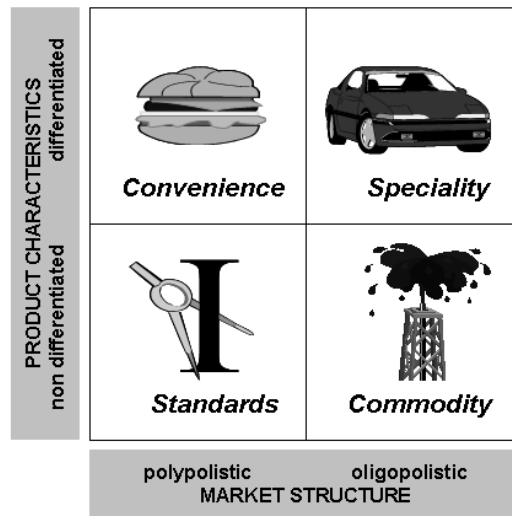 PRODUCT CHARACTERISTICS
differentiated
non differentiated
Convenience
Speciality
Standards
Commodity
polypolistic
oligopolistic
MARKET STRUCTURE